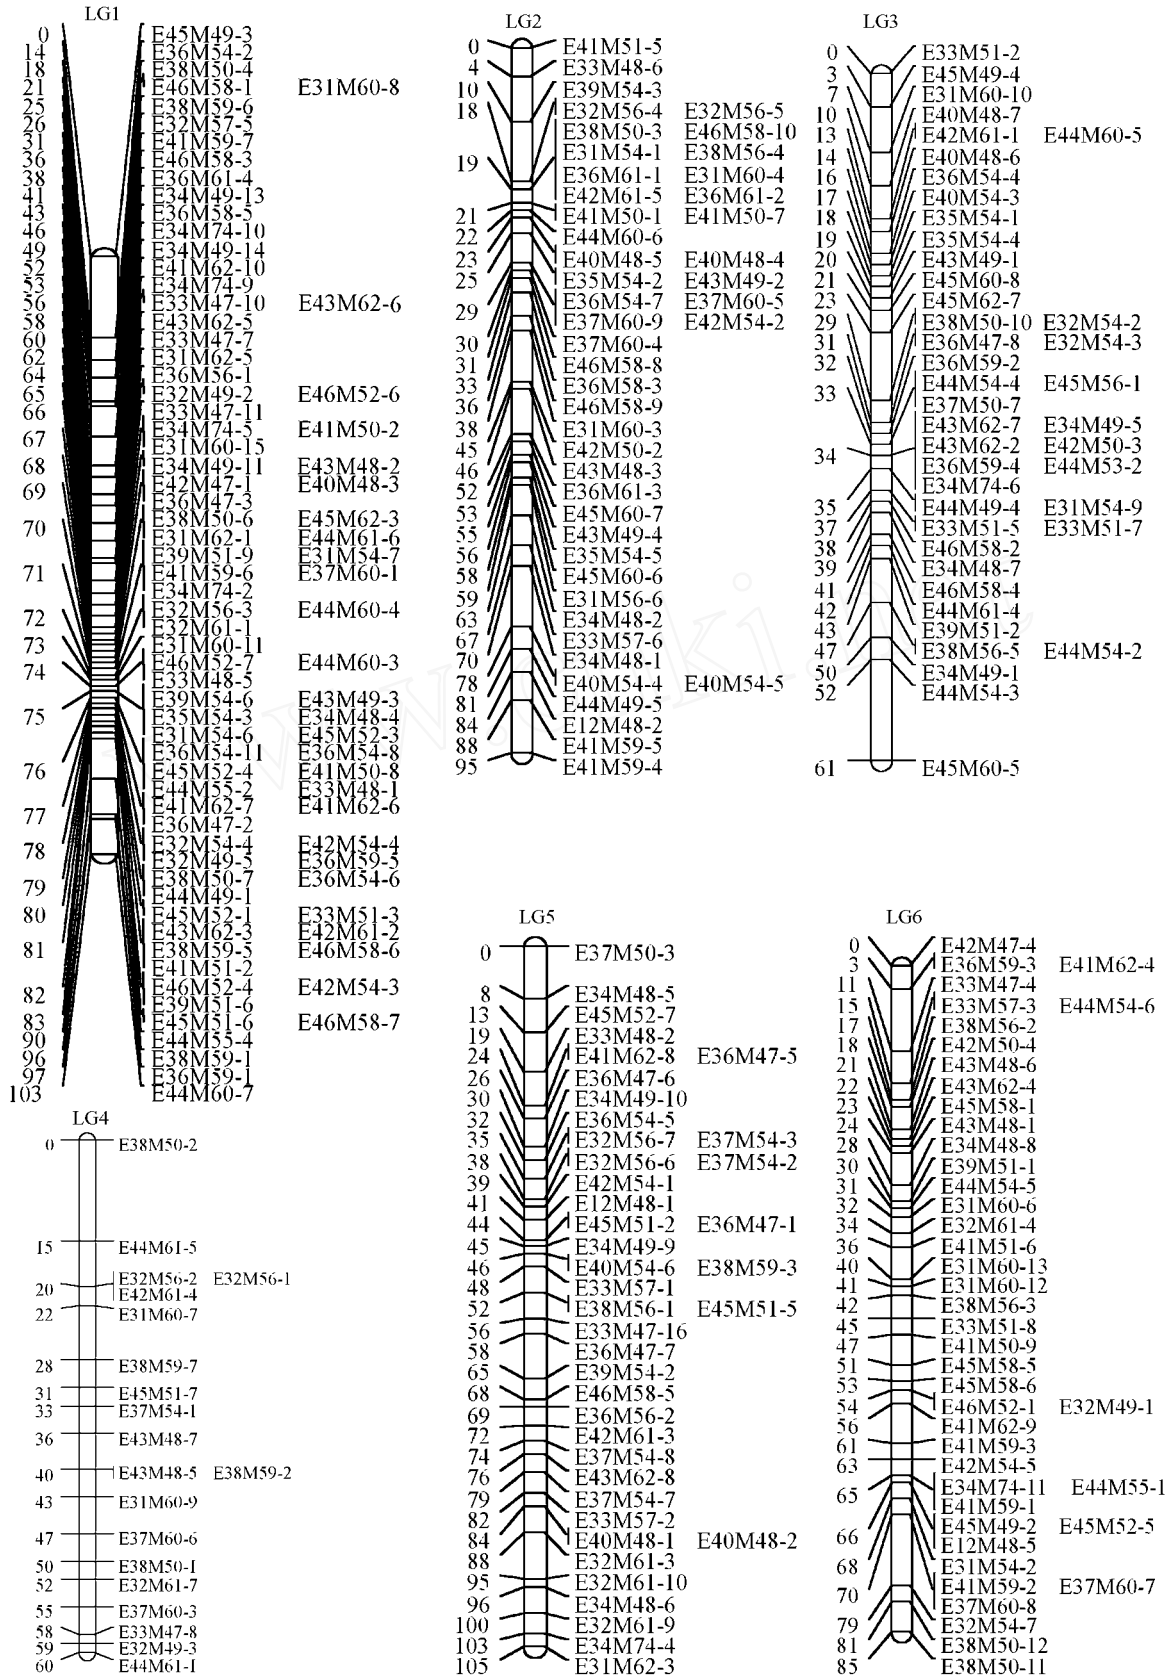 LG1
0 E45M49-3
14 E36M54-2
18 E38M50-4
21 E46M58-1 E31M60-8
25 E38M59-6
26 E32M57-5
31 E41M59-7
36 E46M58-3
38 E36M61-4
41 E34M49-13
43 E36M58-5
46 E34M74-10
49 E34M49-14
52 E41M62-10
53 E34M74-9
56 E33M47-10 E43M62-6
58 E43M62-5
60 E33M47-7
62 E31M62-5
64 E36M56-1
65 E32M49-2 E46M52-6
66 E33M47-11
67 E34M74-5 E41M50-2
E31M60-15
68 E34M49-11 E43M48-2
69 E42M47-1 E40M48-3
E36M47-3
70 E38M50-6 E45M62-3
E31M62-1 E44M61-6
E39M51-9 E31M54-7
71 E41M59-6 E37M60-1
E34M74-2
72 E32M56-3 E44M60-4
E32M61-1
73 E31M60-11
74 E46M52-7 E44M60-3
E33M48-5
E39M54-6 E43M49-3
75 E35M54-3 E34M48-4
E31M54-6 E45M52-3
E36M54-11 E36M54-8
76 E45M52-4 E41M50-8
E44M55-2 E33M48-1
E41M62-7 E41M62-6
77 E36M47-2
E32M54-4 E42M54-4
78 E32M49-5 E36M59-5
E38M50-7 E36M54-6
79 E44M49-1
80 E45M52-1 E33M51-3
E43M62-3 E42M61-2
81 E38M59-5 E46M58-6
E41M51-2
82 E46M52-4 E42M54-3
E39M51-6
83 E45M51-6 E46M58-7
90 E44M55-4
96 E38M59-1
97 E36M59-1
103 E44M60-7
LG2
0 E41M51-5
4 E33M48-6
10 E39M54-3
18 E32M56-4 E32M56-5
E38M50-3 E46M58-10
19 E31M54-1 E38M56-4
E36M61-1 E31M60-4
E42M61-5 E36M61-2
21 E41M50-1 E41M50-7
22 E44M60-6
23 E40M48-5 E40M48-4
25 E35M54-2 E43M49-2
E36M54-7 E37M60-5
29 E37M60-9 E42M54-2
30 E37M60-4
31 E46M58-8
33 E36M58-3
36 E46M58-9
38 E31M60-3
45 E42M50-2
46 E43M48-3
52 E36M61-3
53 E45M60-7
55 E43M49-4
56 E35M54-5
58 E45M60-6
59 E31M56-6
63 E34M48-2
67 E33M57-6
70 E34M48-1
78 E40M54-4 E40M54-5
81 E44M49-5
84 E12M48-2
88 E41M59-5
95 E41M59-4
LG3
0 E33M51-2
3 E45M49-4
7 E31M60-10
10 E40M48-7
13 E42M61-1 E44M60-5
14 E40M48-6
16 E36M54-4
17 E40M54-3
18 E35M54-1
19 E35M54-4
20 E43M49-1
21 E45M60-8
23 E45M62-7
29 E38M50-10 E32M54-2
31 E36M47-8 E32M54-3
32 E36M59-2
33 E44M54-4 E45M56-1
E37M50-7
E43M62-7 E34M49-5
34 E43M62-2 E42M50-3
E36M59-4 E44M53-2
E34M74-6
35 E44M49-4 E31M54-9
37 E33M51-5 E33M51-7
38 E46M58-2
39 E34M48-7
41 E46M58-4
42 E44M61-4
43 E39M51-2
47 E38M56-5 E44M54-2
50 E34M49-1
52 E44M54-3
61 E45M60-5
LG4
0 E38M50-2
15 E44M61-5
20 E32M56-2 E32M56-1
E42M61-4
22 E31M60-7
28 E38M59-7
31 E45M51-7
33 E37M54-1
36 E43M48-7
40 E43M48-5 E38M59-2
43 E31M60-9
47 E37M60-6
50 E38M50-1
52 E32M61-7
55 E37M60-3
58 E33M47-8
59 E32M49-3
60 E44M61-1
LG5
0 E37M50-3
8 E34M48-5
13 E45M52-7
19 E33M48-2
24 E41M62-8 E36M47-5
26 E36M47-6
30 E34M49-10
32 E36M54-5
35 E32M56-7 E37M54-3
38 E32M56-6 E37M54-2
39 E42M54-1
41 E12M48-1
44 E45M51-2 E36M47-1
45 E34M49-9
46 E40M54-6 E38M59-3
48 E33M57-1
52 E38M56-1 E45M51-5
56 E33M47-16
58 E36M47-7
65 E39M54-2
68 E46M58-5
69 E36M56-2
72 E42M61-3
74 E37M54-8
76 E43M62-8
79 E37M54-7
82 E33M57-2
84 E40M48-1 E40M48-2
88 E32M61-3
95 E32M61-10
96 E34M48-6
100 E32M61-9
103 E34M74-4
105 E31M62-3
LG6
0 E42M47-4
3 E36M59-3 E41M62-4
11 E33M47-4
15 E33M57-3 E44M54-6
17 E38M56-2
18 E42M50-4
21 E43M48-6
22 E43M62-4
23 E45M58-1
24 E43M48-1
28 E34M48-8
30 E39M51-1
31 E44M54-5
32 E31M60-6
34 E32M61-4
36 E41M51-6
40 E31M60-13
41 E31M60-12
42 E38M56-3
45 E33M51-8
47 E41M50-9
51 E45M58-5
53 E45M58-6
54 E46M52-1 E32M49-1
56 E41M62-9
61 E41M59-3
63 E42M54-5
65 E34M74-11 E44M55-1
E41M59-1
66 E45M49-2 E45M52-5
E12M48-5
68 E31M54-2
70 E41M59-2 E37M60-7
E37M60-8
79 E32M54-7
81 E38M50-12
85 E38M50-11